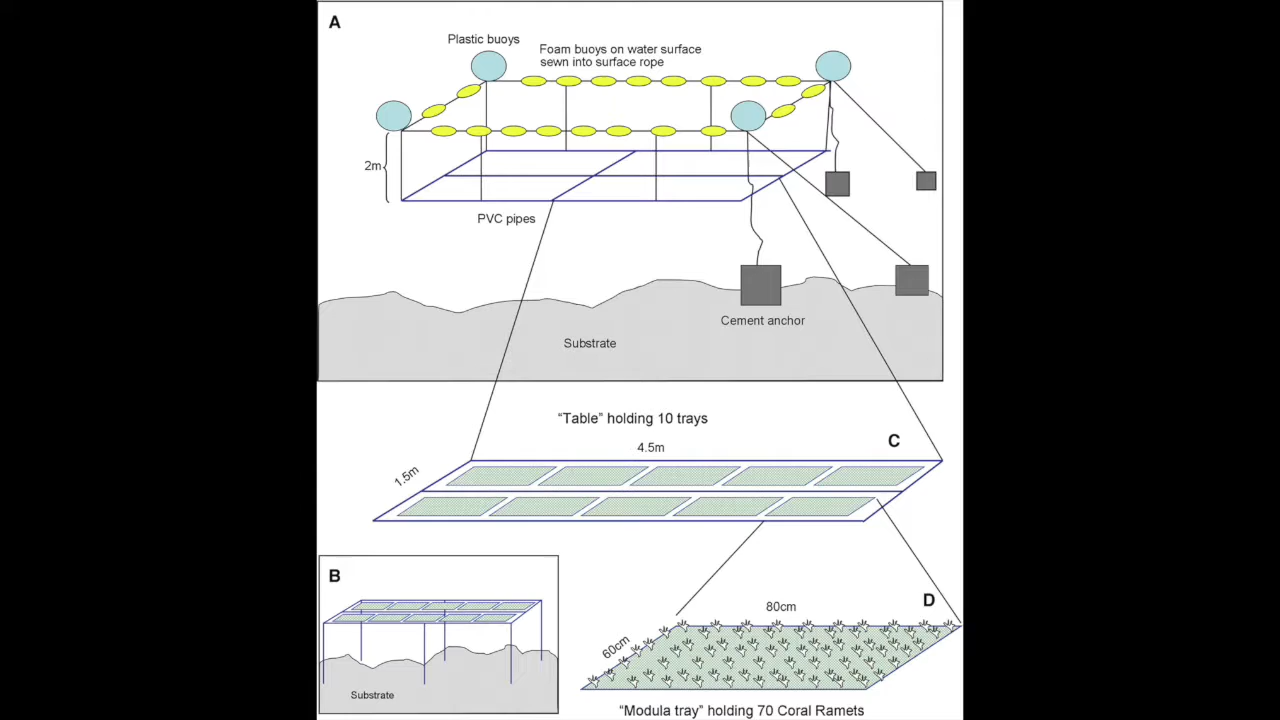 A
Plastic buoys
Foam buoys on water surface
sewn into surface rope
2m
PVC pipes
Cement anchor
Substrate
“Table” holding 10 trays
C
4.5m
1.5m
B
D
80cm
60cm
Substrate
“Modula tray” holding 70 Coral Ramets